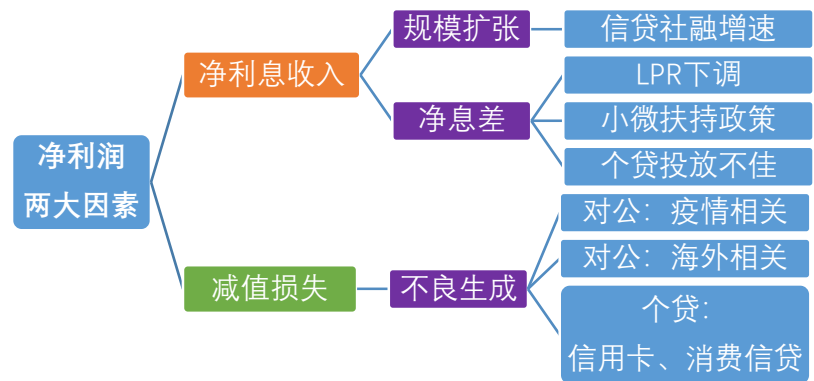 净利润
两大因素
净利息收入
规模扩张
信贷社融增速
净息差
LPR下调
小微扶持政策
个贷投放不佳
减值损失
不良生成
对公：疫情相关
对公：海外相关
个贷：
信用卡、消费信贷